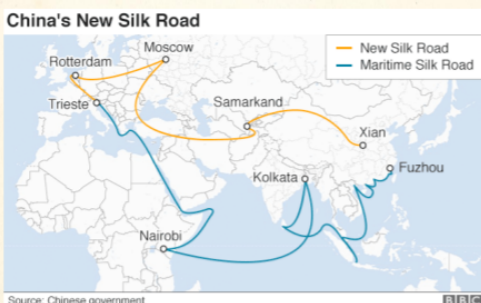 China's New Silk Road
New Silk Road
Maritime Silk Road
Moscow
Rotterdam
Trieste
Samarkand
Xian
Kolkata
Fuzhou
Nairobi
Source: Chinese government
BBC